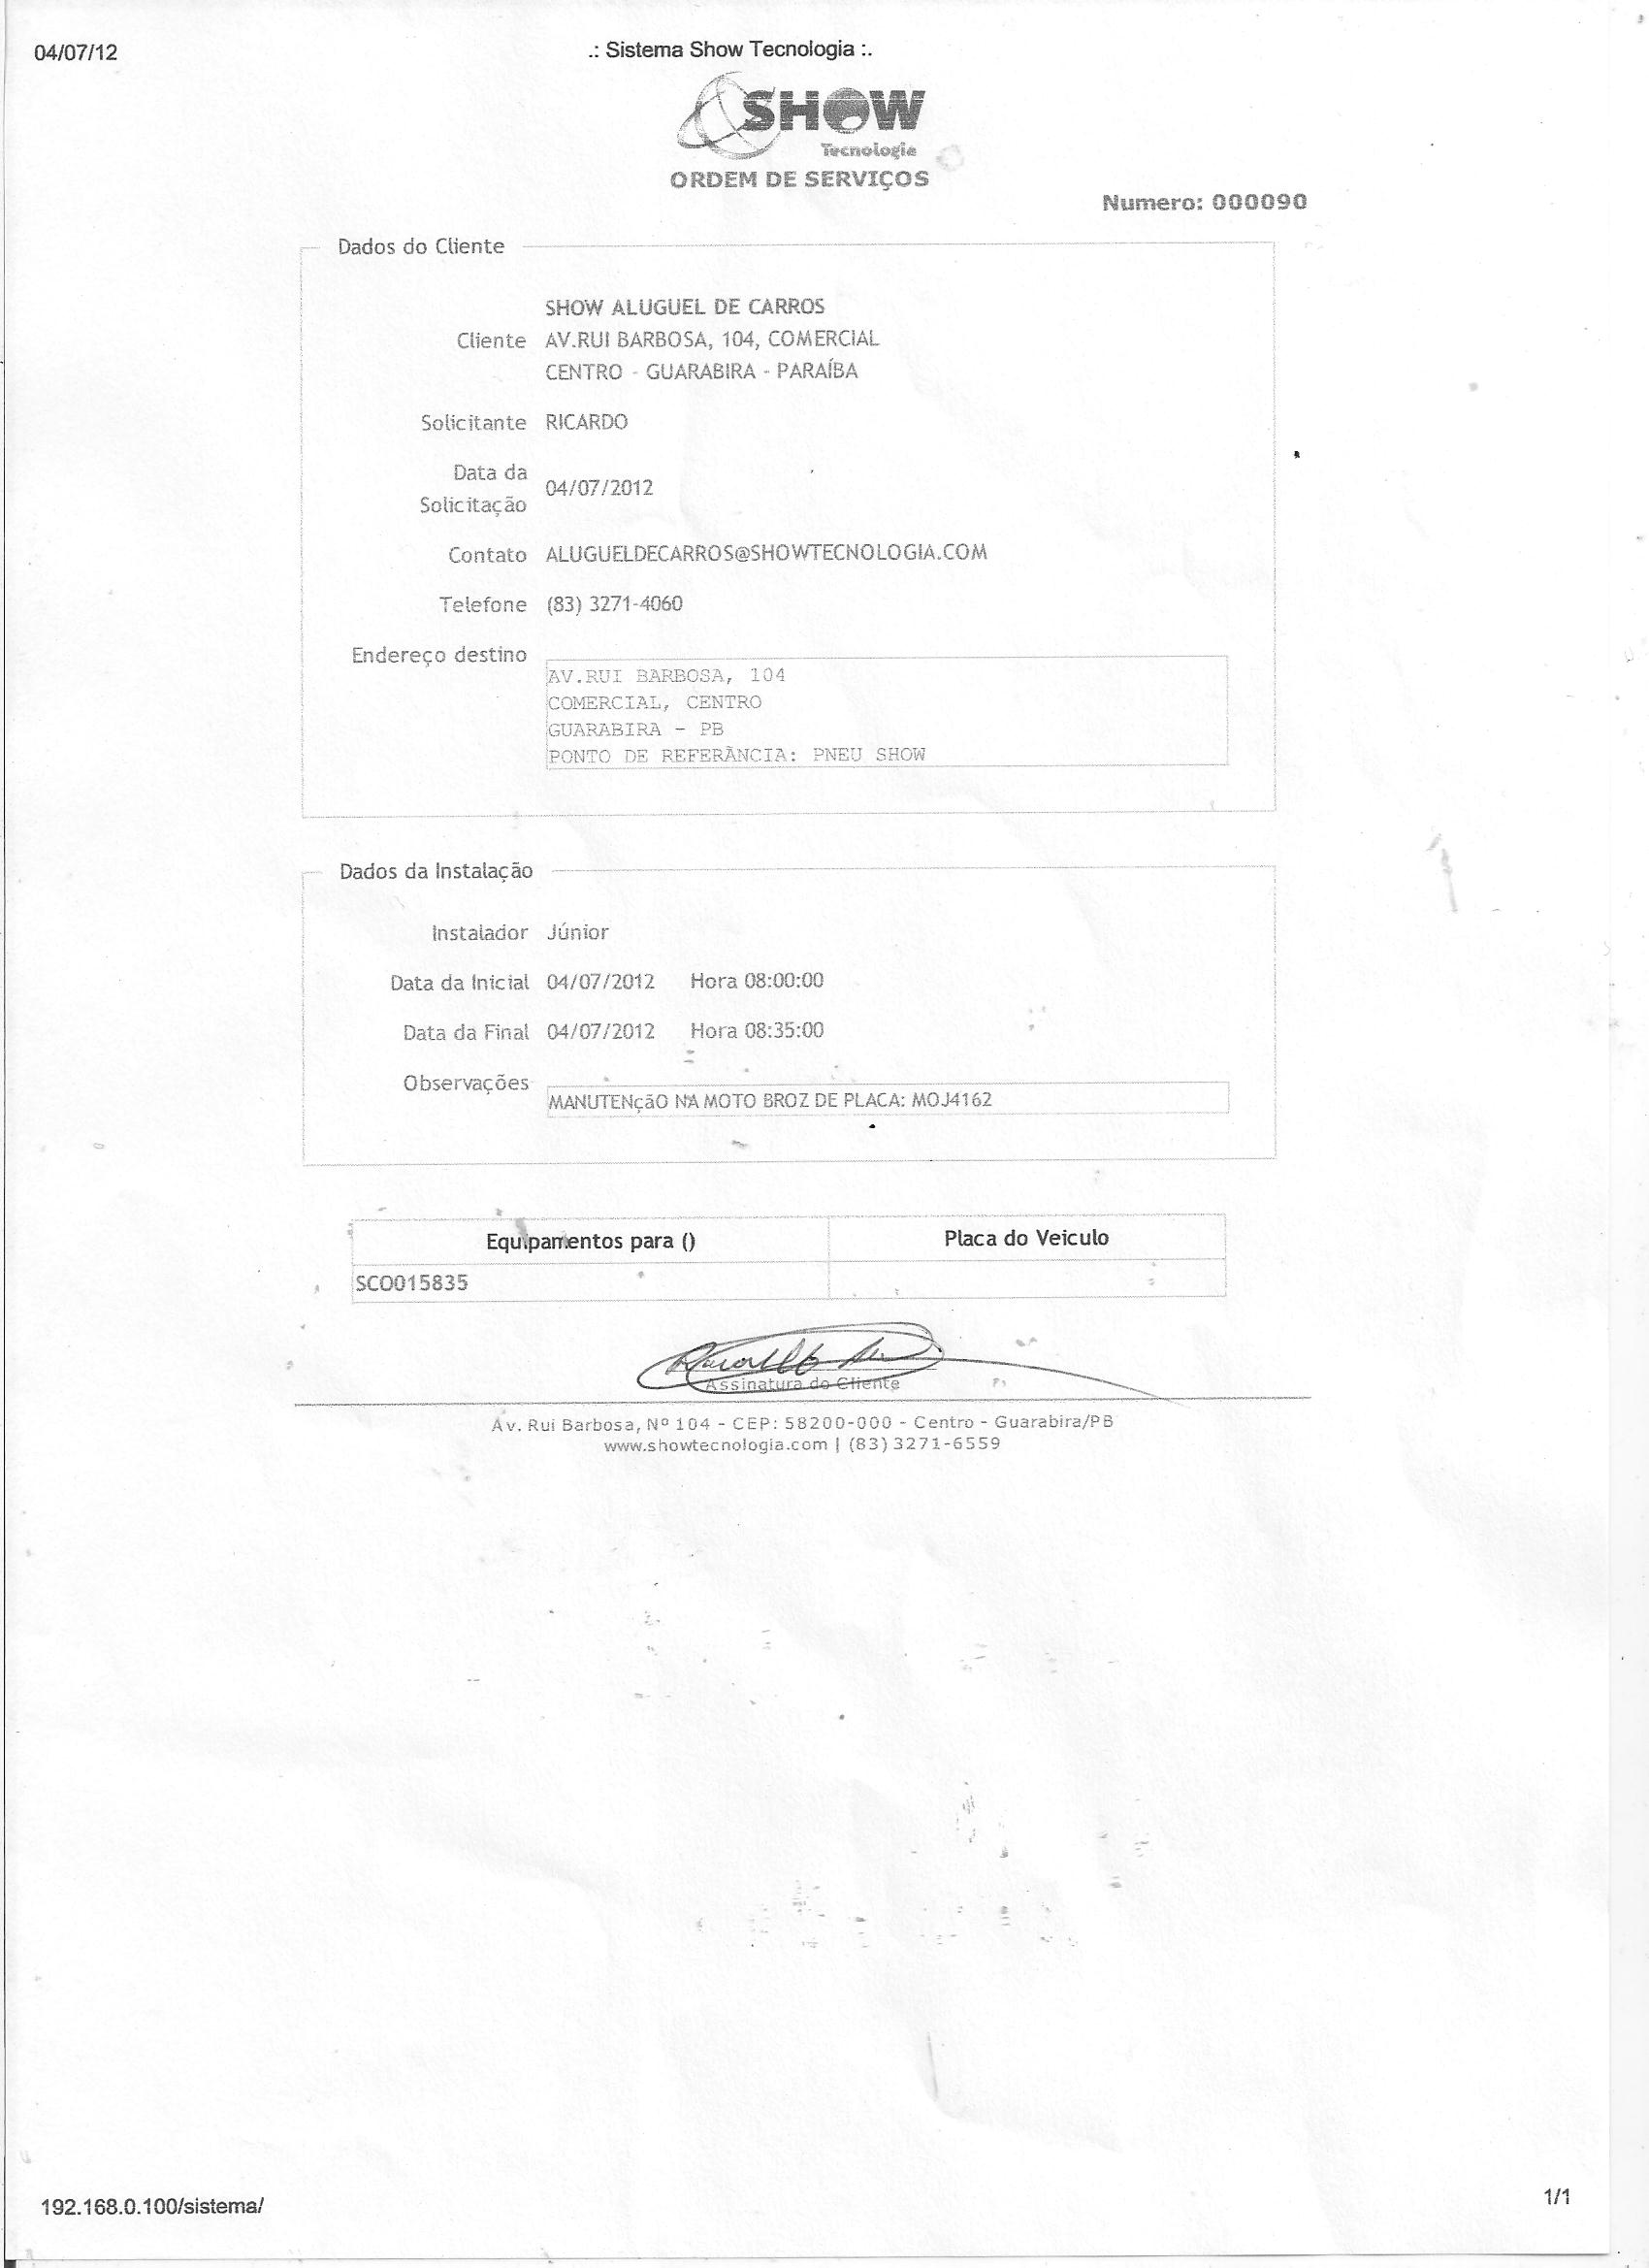 04/07/12
.: Sistema Show Tecnologia :.
SHOW
Tecnologia
ORDEM DE SERVIÇOS
Numero: 000090
Dados do Cliente
SHOW ALUGUEL DE CARROS
Cliente AV.RUI BARBOSA, 104, COMERCIAL
CENTRO - GUARABIRA - PARAÍBA
Solicitante RICARDO
Data da
Solicitação 04/07/2012
Contato ALUGUELDECARROS@SHOWTECNOLOGIA.COM
Telefone (83) 3271-4060
Endereço destino
AV.RUI BARBOSA, 104
COMERCIAL, CENTRO
GUARABIRA - PB
PONTO DE REFERÂNCIA: PNEU SHOW
Dados da Instalação
Instalador Júnior
Data da Inicial 04/07/2012 Hora 08:00:00
Data da Final 04/07/2012 Hora 08:35:00
Observações
MANUTENçãO NA MOTO BROZ DE PLACA: MOJ4162
Equipamentos para () Placa do Veiculo
SCO015835
Assinatura do Cliente
Av. Rui Barbosa, Nº 104 - CEP: 58200-000 - Centro - Guarabira/PB
www.showtecnologia.com | (83) 3271-6559
192.168.0.100/sistema/
1/1